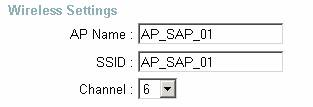 Wireless Settings
AP Name : AP_SAP_01
SSID : AP_SAP_01
Channel : 6